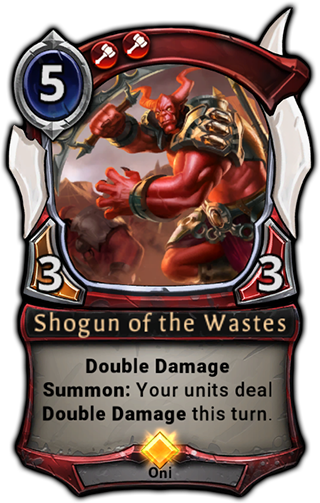 5
3
3
Shogun of the Wastes
Double Damage
Summon: Your units deal
Double Damage this turn.
Oni